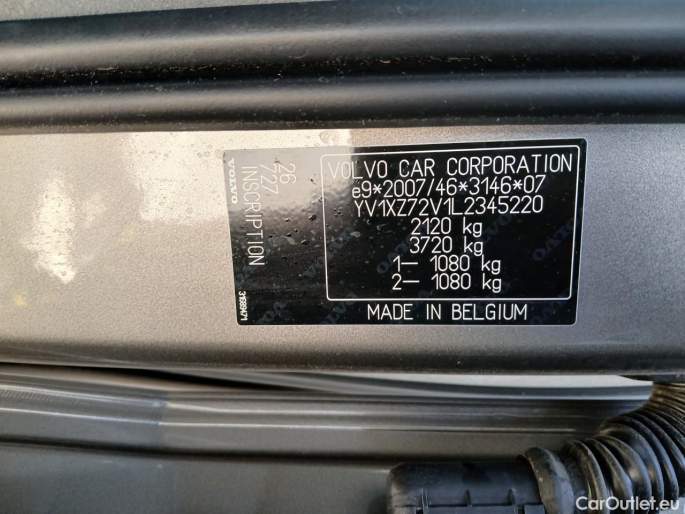 VOLVO CAR CORPORATION
e9*2007/46*3146*07
YV1XZ72V1L2345220
2120 kg
3720 kg
1– 1080 kg
2– 1080 kg
MADE IN BELGIUM
VOLVO
26
727
INSCRIPTION
CarOutlet.eu